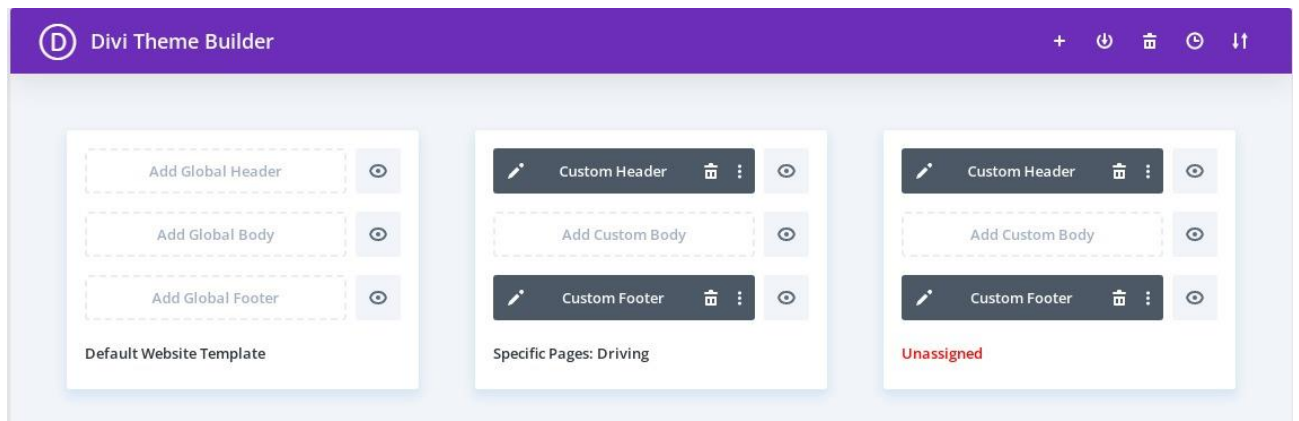 D Divi Theme Builder
Add Global Header
Add Global Body
Add Global Footer
Default Website Template
Custom Header
Add Custom Body
Custom Footer
Specific Pages: Driving
Custom Header
Add Custom Body
Custom Footer
Unassigned